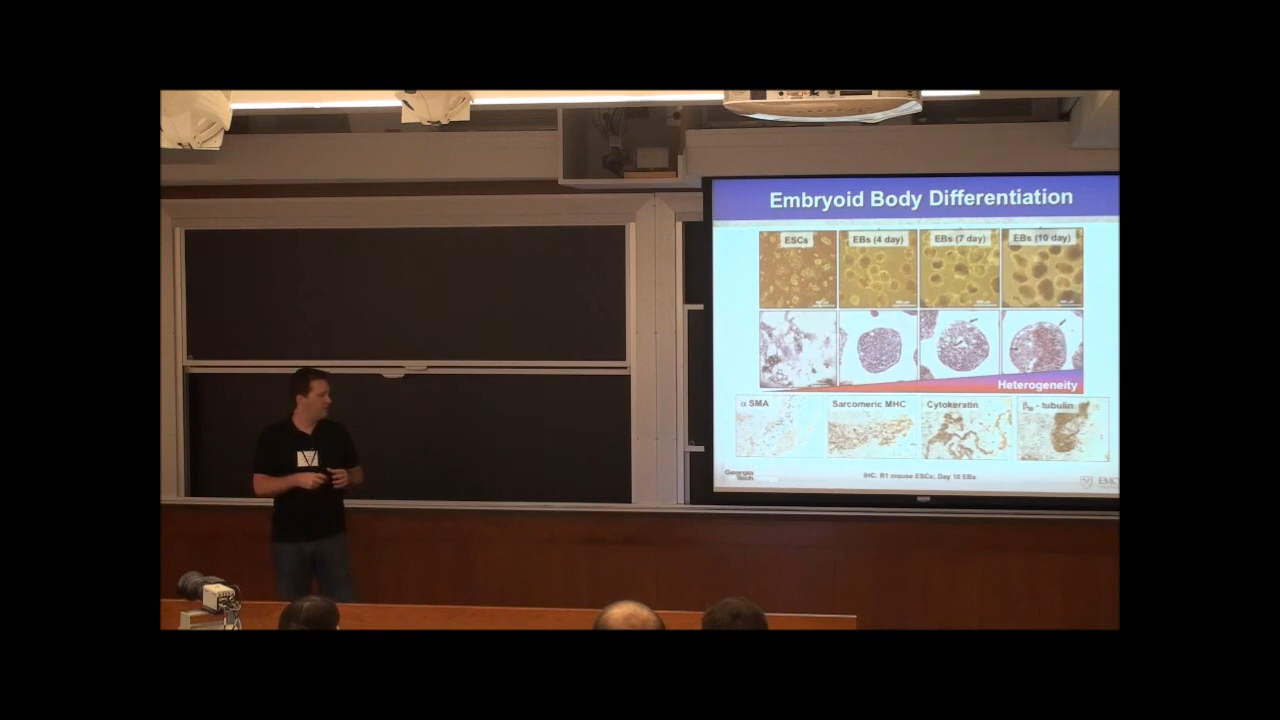 Embryoid Body Differentiation
ESCs
EBs (4 day)
EBs (7 day)
EBs (10 day)
Heterogeneity
α SMA
Sarcomeric MHC
Cytokeratin
βIII - tubulin
Georgia
Tech
IHC: R1 mouse ESCs; Day 10 EBs